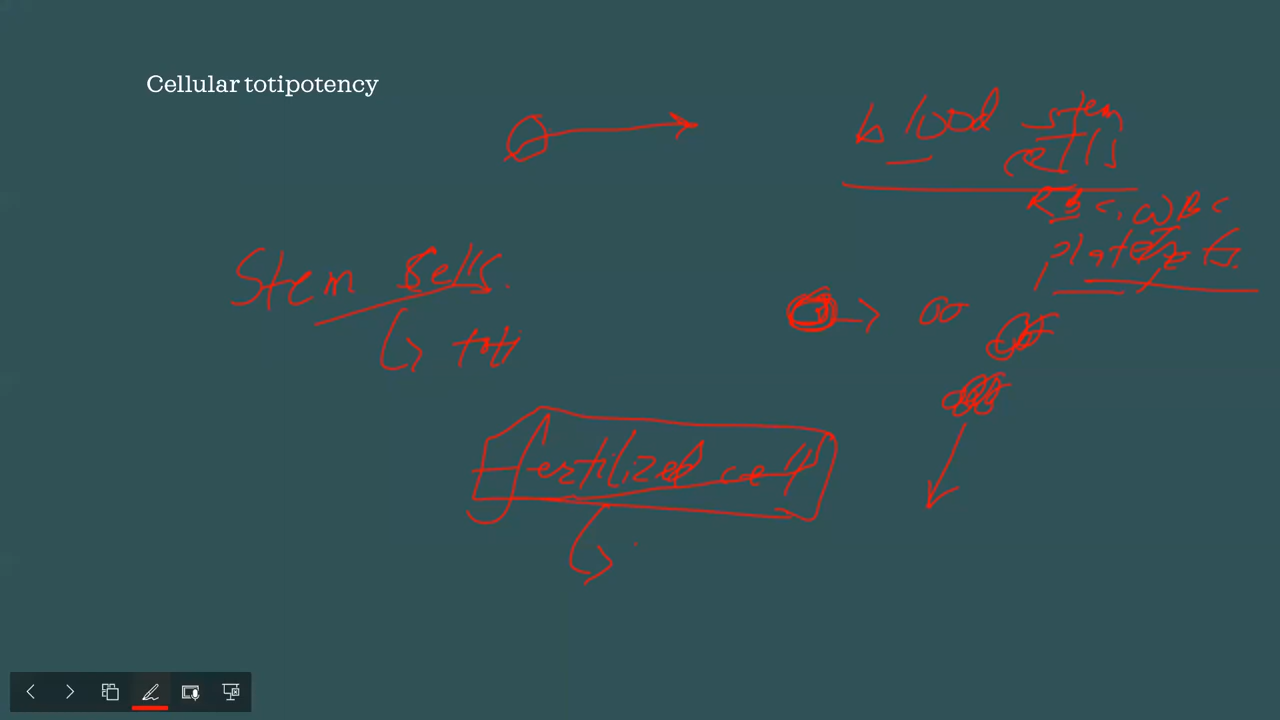 Cellular totipotency
blood stem
cells
RBC, WBC
platelets.
Stem Cells.
toti
fertilized cell